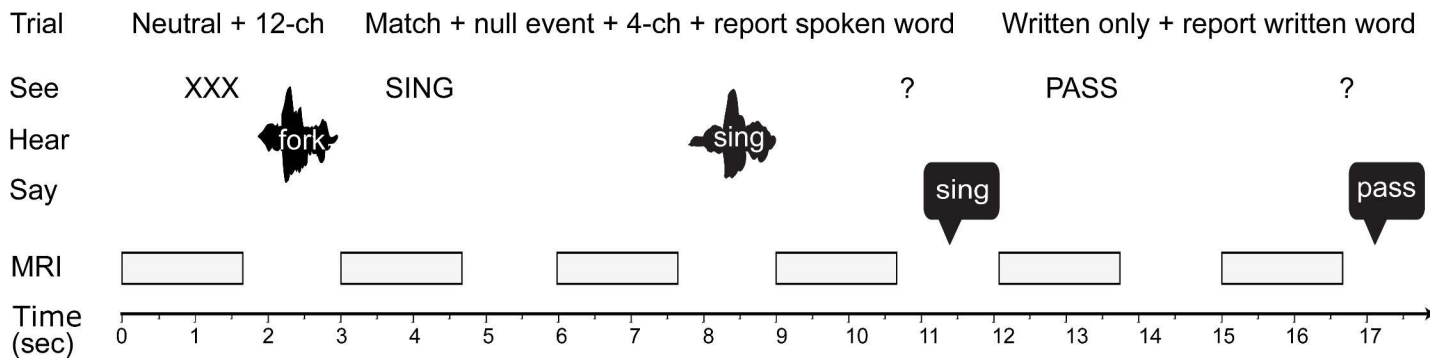 Trial Neutral + 12-ch Match + null event + 4-ch + report spoken word Written only + report written word
See XXX SING ? PASS ?
Hear fork sing
Say sing pass
MRI
Time 0 1 2 3 4 5 6 7 8 9 10 11 12 13 14 15 16 17
(sec)